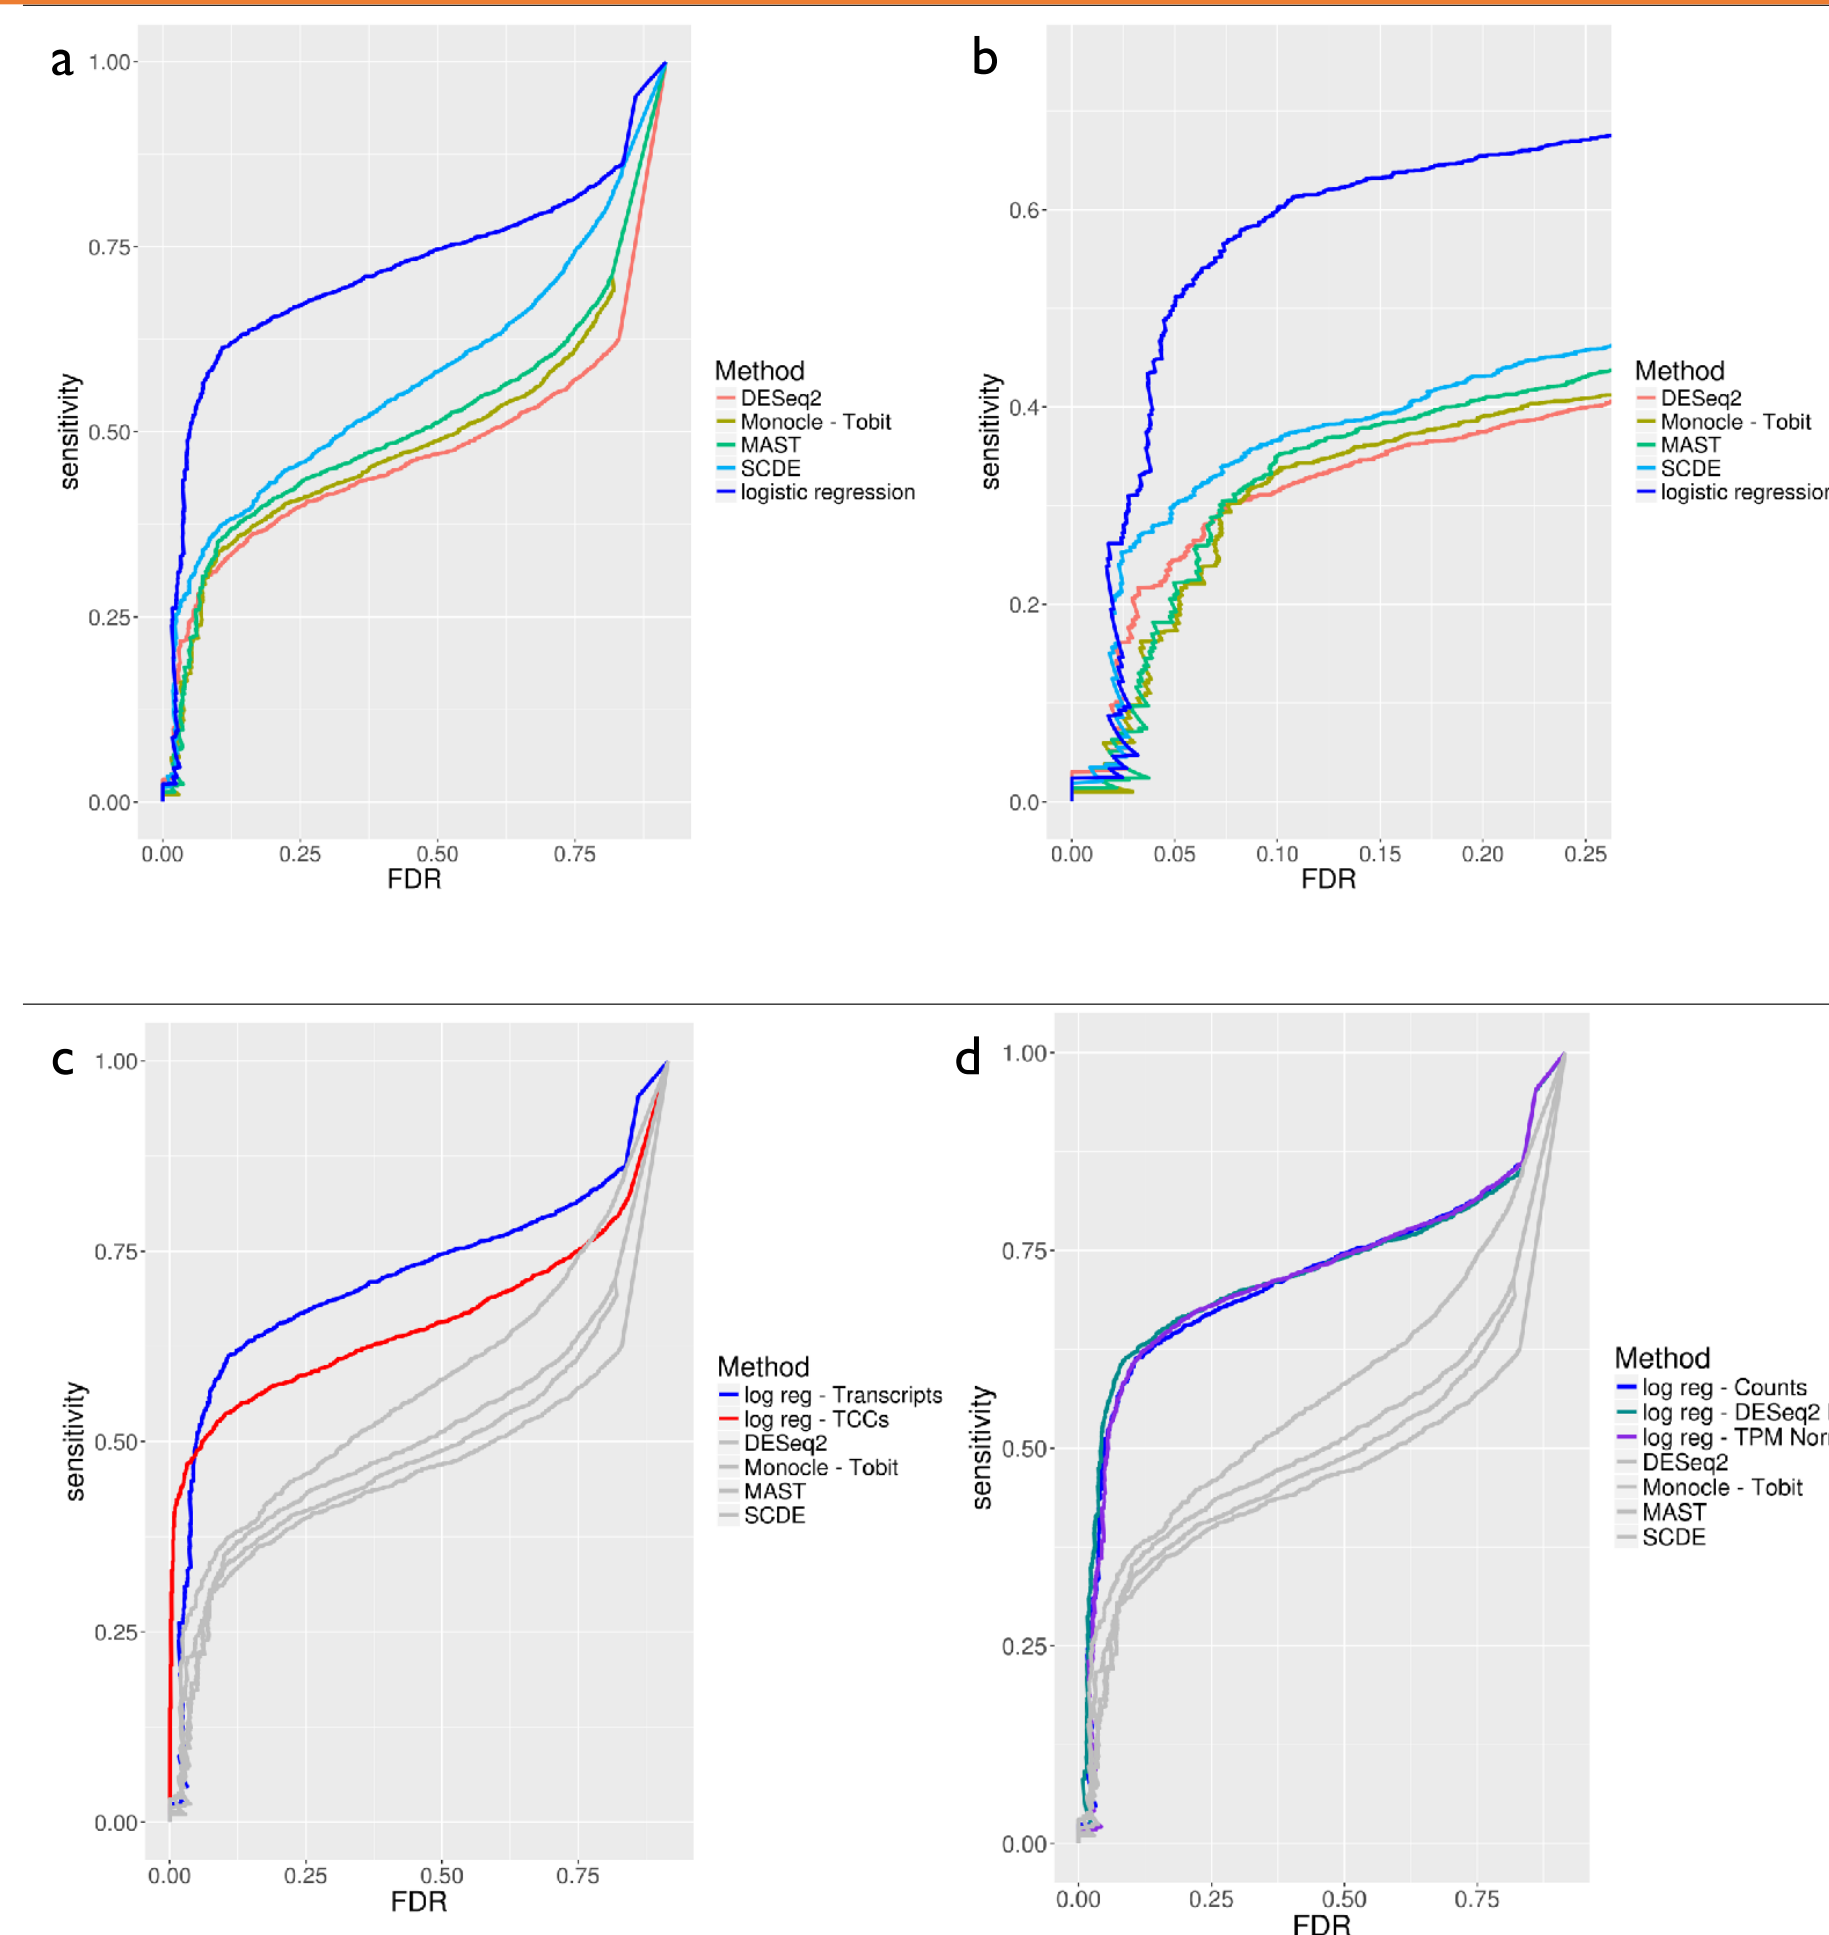 a
1.00
0.75
0.50
0.25
0.00
sensitivity
0.00 0.25 0.50 0.75
FDR
Method
DESeq2
Monocle - Tobit
MAST
SCDE
logistic regression
b
0.6
0.4
0.2
0.0
sensitivity
0.00 0.05 0.10 0.15 0.20 0.25
FDR
Method
DESeq2
Monocle - Tobit
MAST
SCDE
logistic regression
c
1.00
0.75
0.50
0.25
0.00
sensitivity
0.00 0.25 0.50 0.75
FDR
Method
log reg - Transcripts
log reg - TCCs
DESeq2
Monocle - Tobit
MAST
SCDE
d
1.00
0.75
0.50
0.25
0.00
sensitivity
0.00 0.25 0.50 0.75
FDR
Method
log reg - Counts
log reg - DESeq2
log reg - TPM
DESeq2
Monocle - Tobit
MAST
SCDE